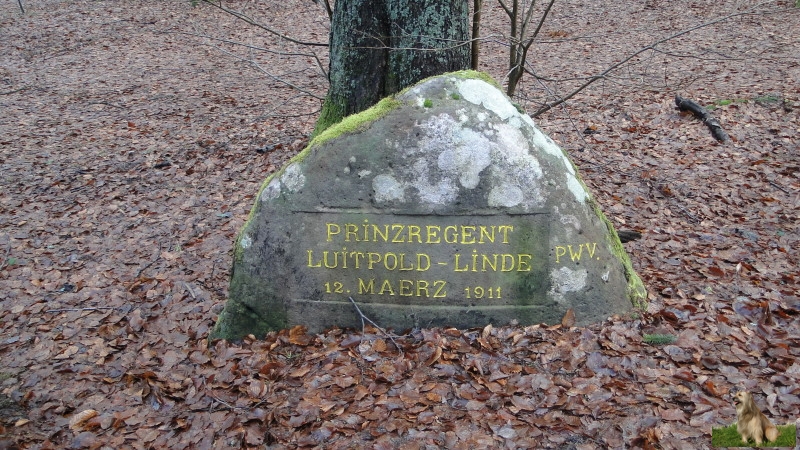 PRINZREGENT
LUITPOLD-LINDE
12. MAERZ 1911
PWV.